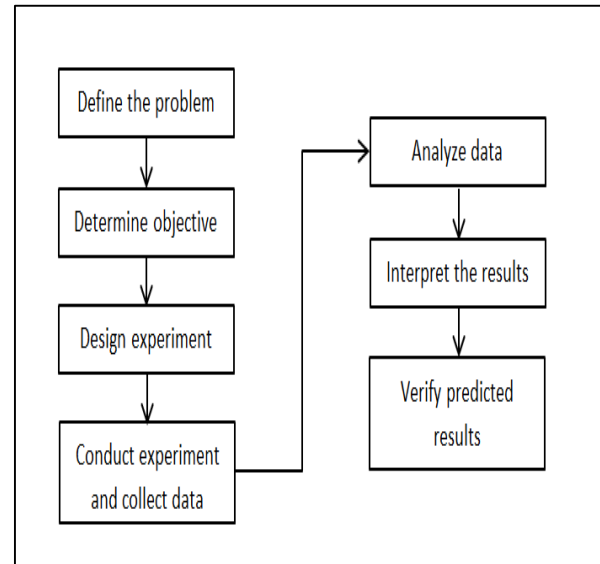 Define the problem
Determine objective
Design experiment
Conduct experiment
and collect data
Analyze data
Interpret the results
Verify predicted
results